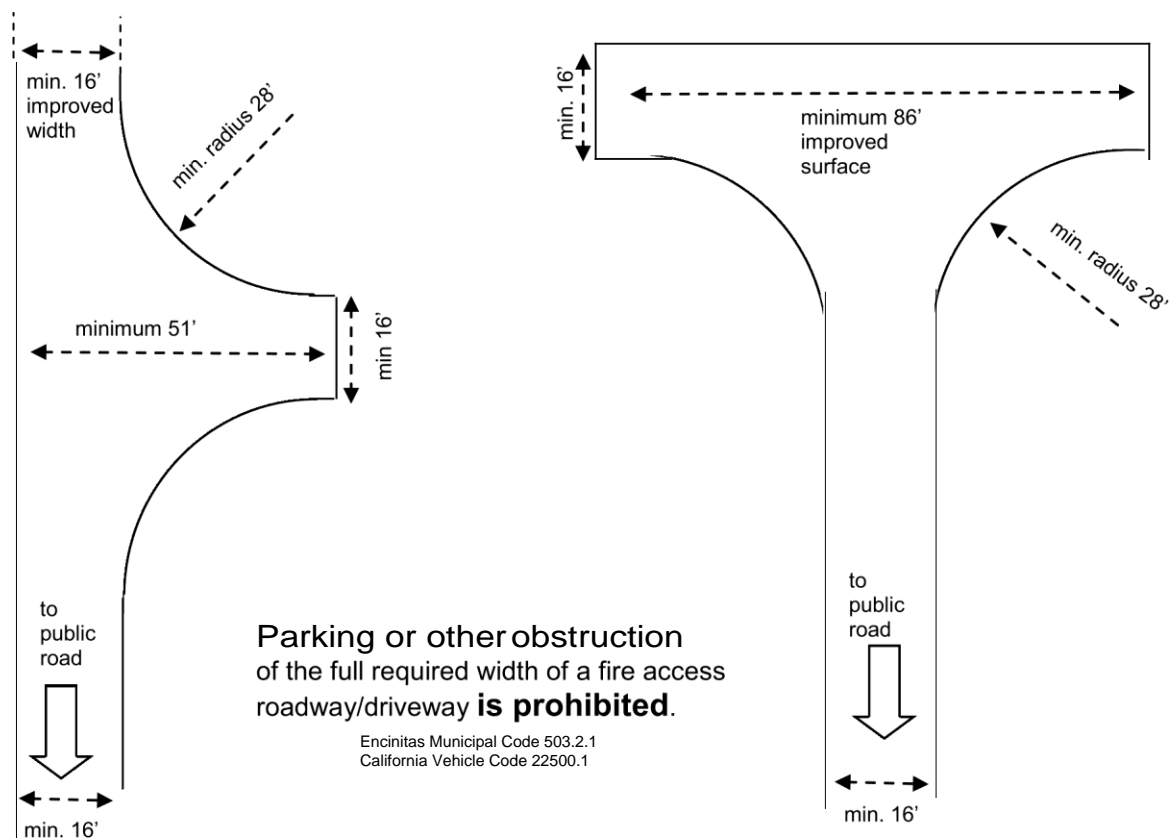 min. 16’
improved
width
min. radius 28’
minimum 51’
min 16’
to
public
road
min. 16’
min. 16’
minimum 86’
improved
surface
min. radius 28’
to
public
road
min. 16’
Parking or other obstruction
of the full required width of a fire access
roadway/driveway is prohibited.
Encinitas Municipal Code 503.2.1
California Vehicle Code 22500.1